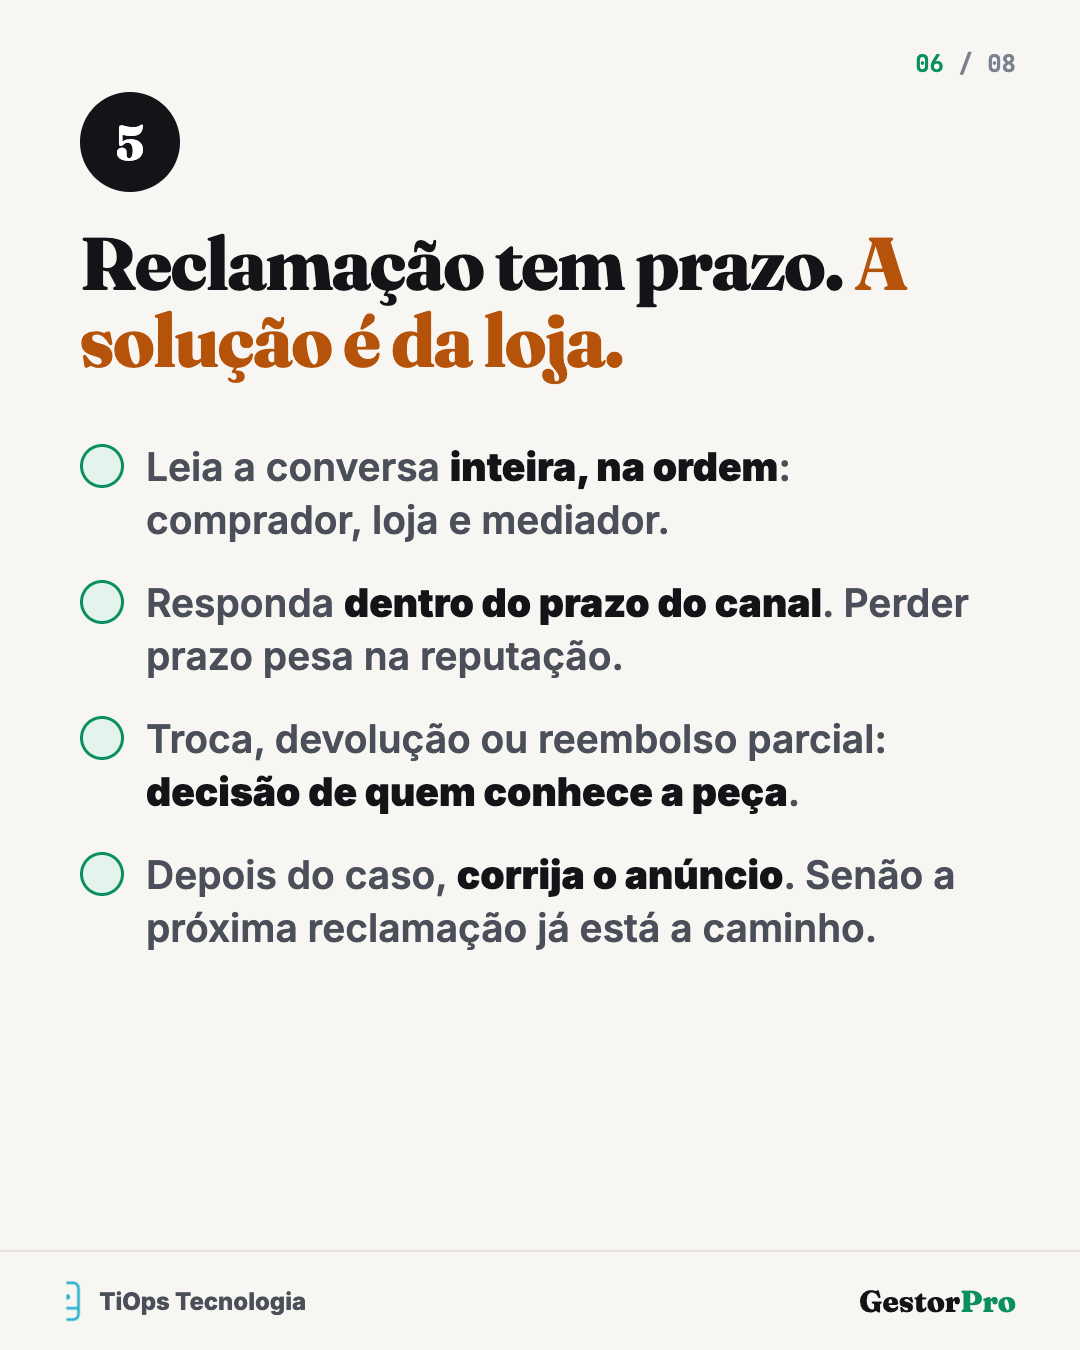 06 / 08
5
Reclamação tem prazo. A
solução é da loja.
Leia a conversa inteira, na ordem:
comprador, loja e mediador.
Responda dentro do prazo do canal. Perder
prazo pesa na reputação.
Troca, devolução ou reembolso parcial:
decisão de quem conhece a peça.
Depois do caso, corrija o anúncio. Senão a
próxima reclamação já está a caminho.
TiOps Tecnologia
GestorPro